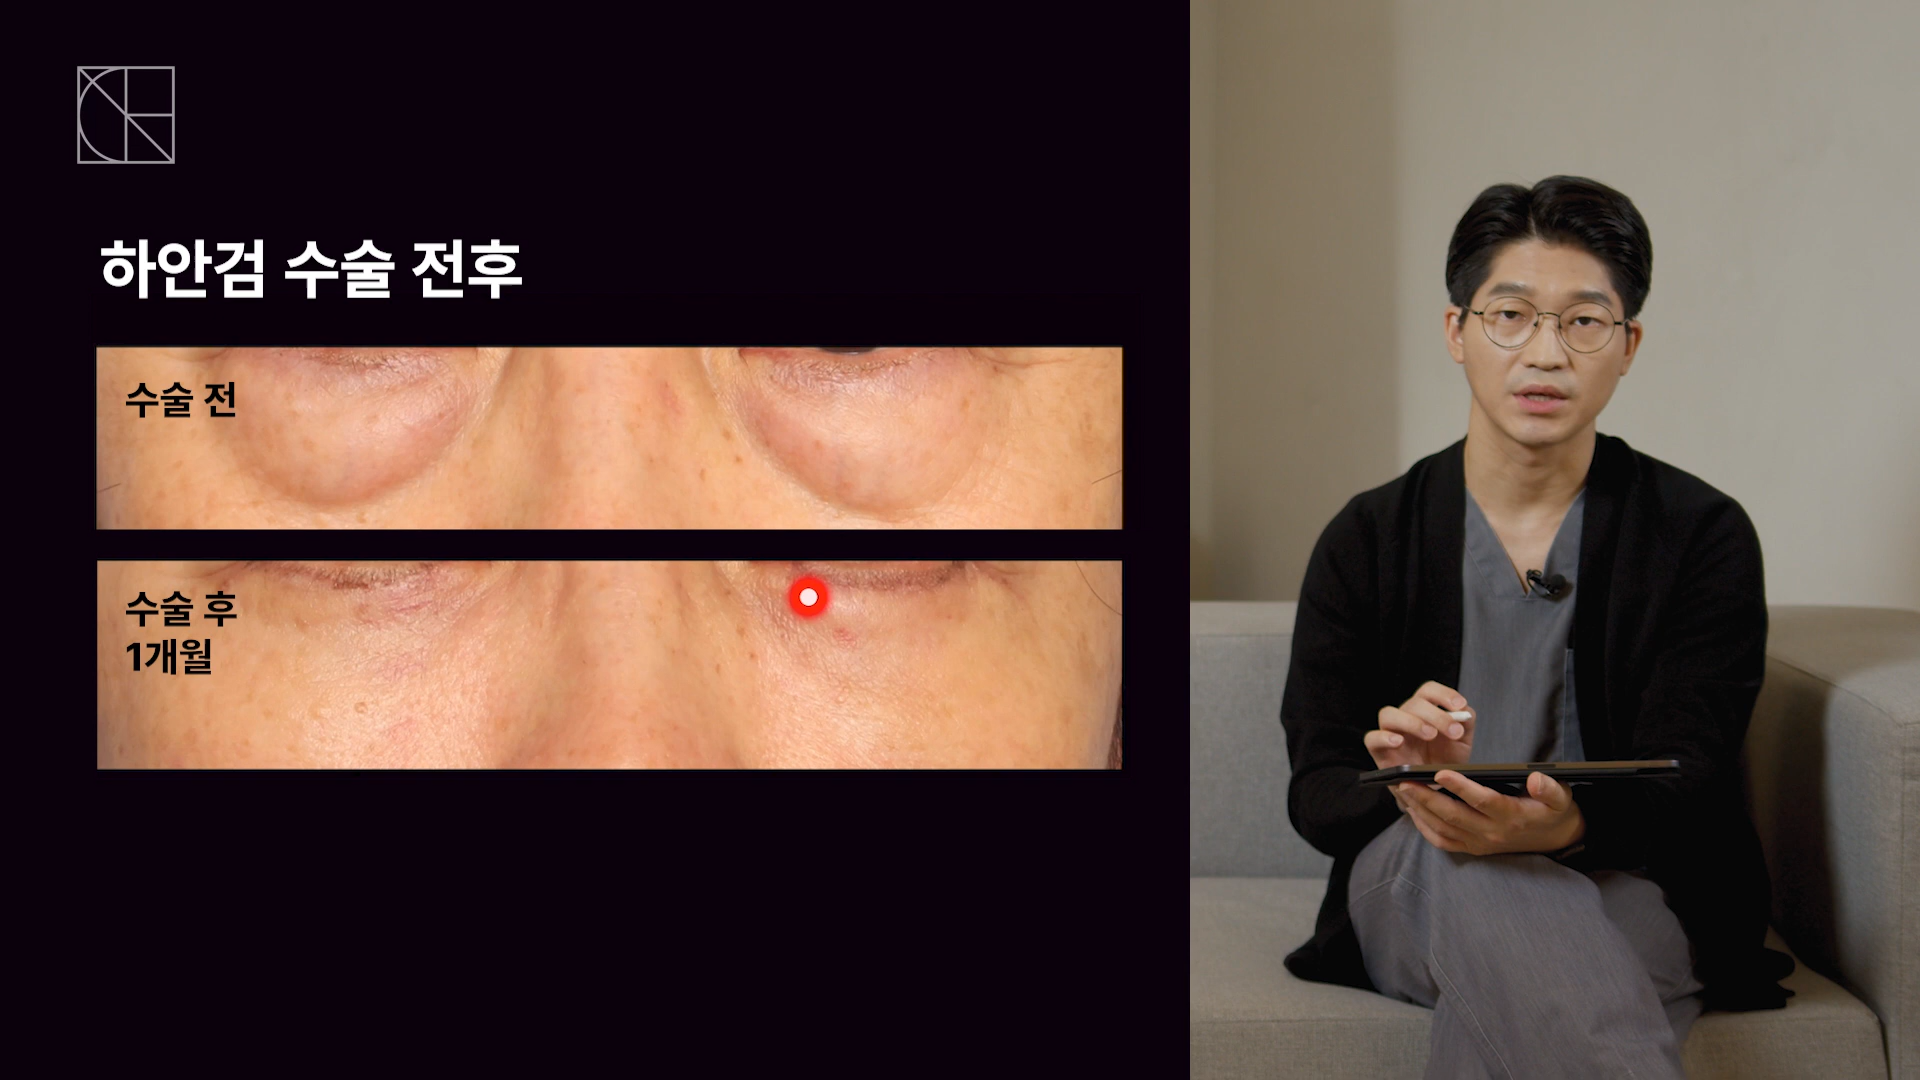 하안검 수술 전후
수술 전
수술 후
1개월